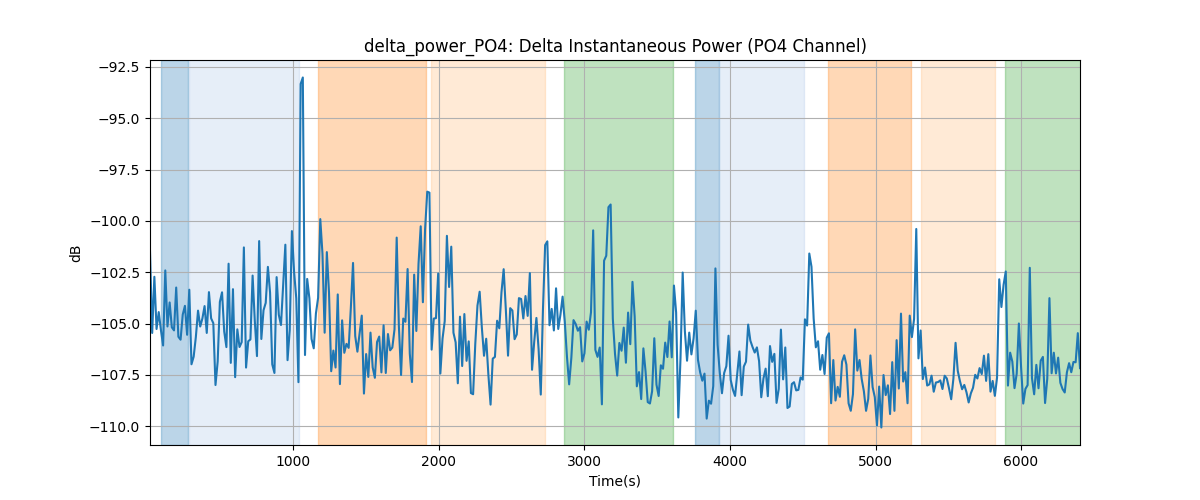 delta_power_PO4: Delta Instantaneous Power (PO4 Channel)
dB
−92.5
−95.0
−97.5
−100.0
−102.5
−105.0
−107.5
−110.0
1000 2000 3000 4000 5000 6000
Time(s)